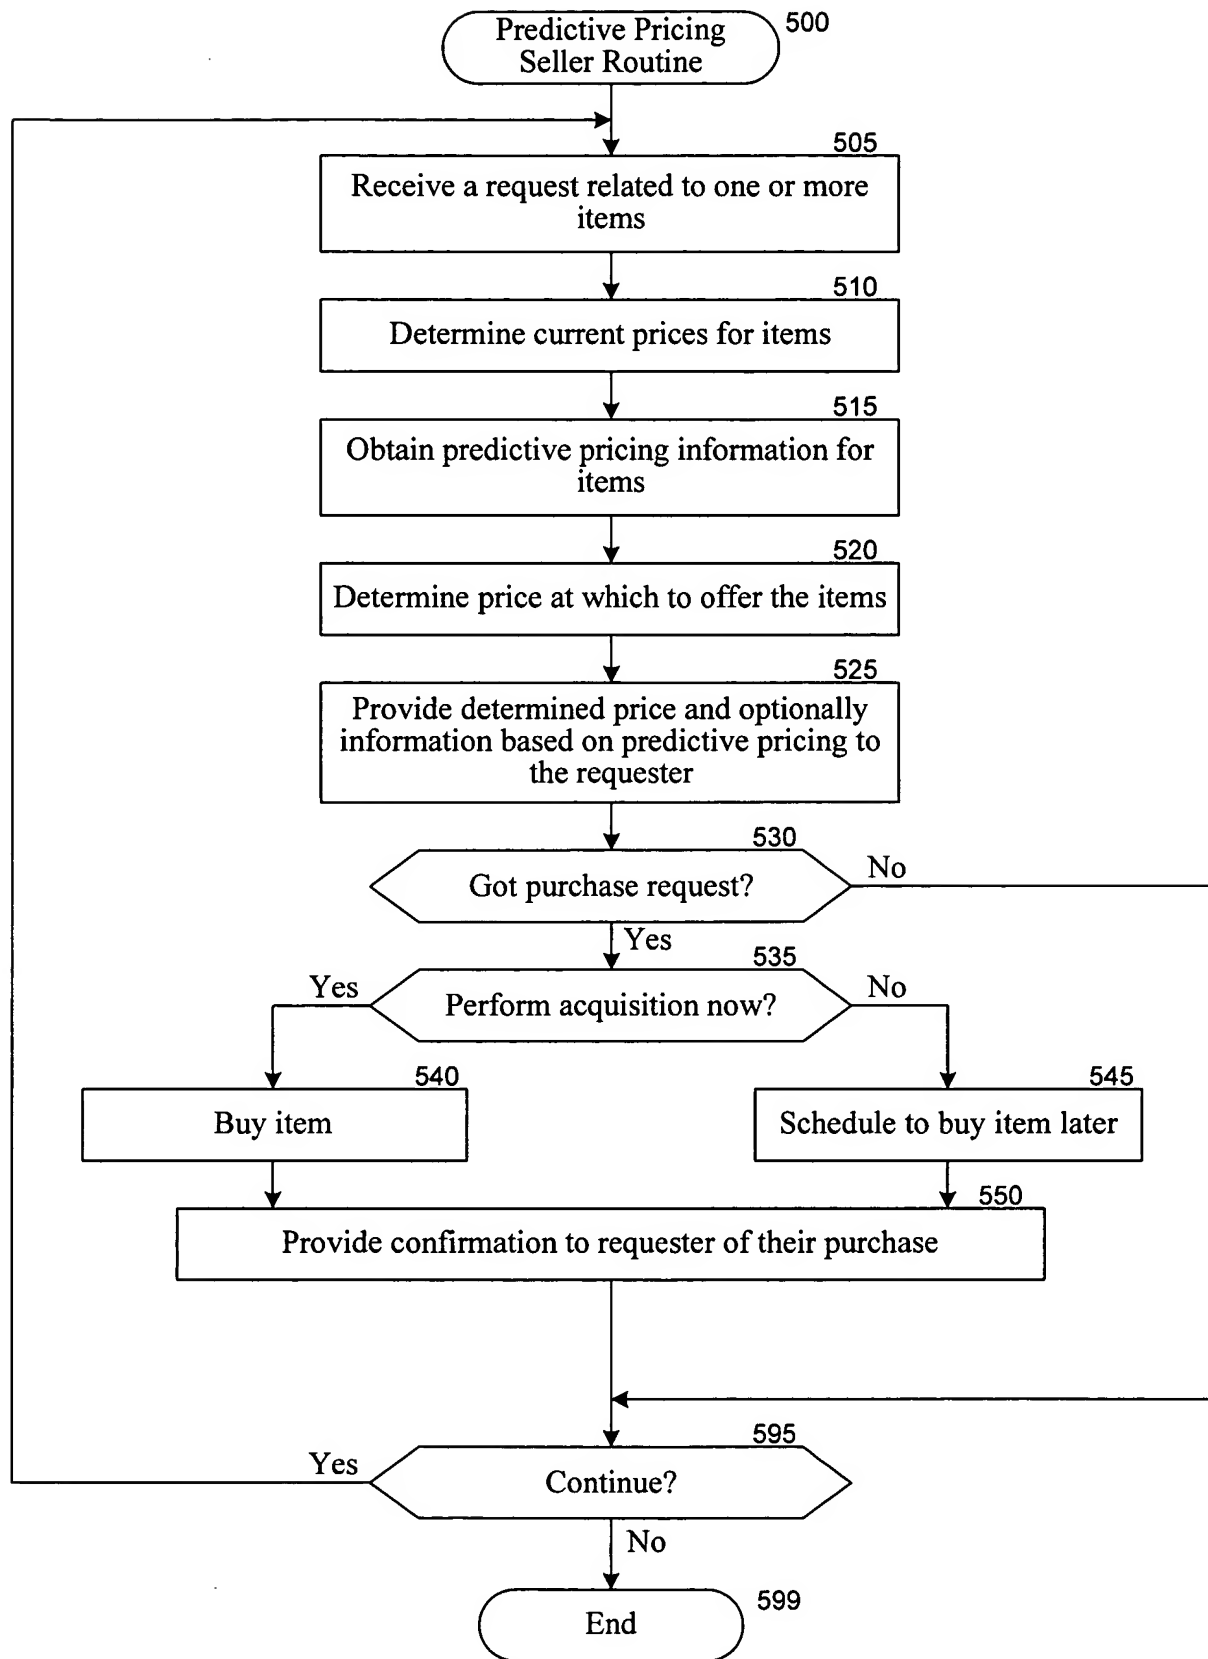 Predictive Pricing
Seller Routine
500
505
Receive a request related to one or more
items
510
Determine current prices for items
515
Obtain predictive pricing information for
items
520
Determine price at which to offer the items
525
Provide determined price and optionally
information based on predictive pricing to
the requester
530
Got purchase request?
No
Yes
535
Yes
Perform acquisition now?
No
540
Buy item
545
Schedule to buy item later
550
Provide confirmation to requester of their purchase
595
Yes
Continue?
No
End
599